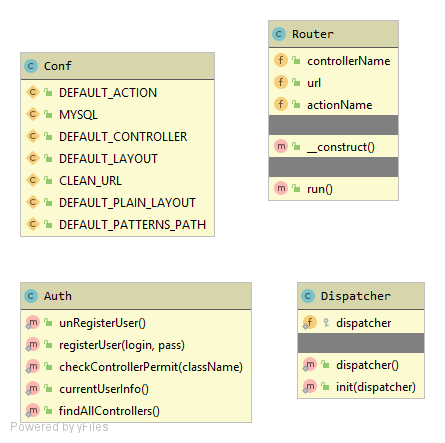 C Conf
C DEFAULT_ACTION
C MYSQL
C DEFAULT_CONTROLLER
C DEFAULT_LAYOUT
C CLEAN_URL
C DEFAULT_PLAIN_LAYOUT
C DEFAULT_PATTERNS_PATH
C Router
f controllerName
f url
f actionName
m __construct()
m run()
C Auth
m unRegisterUser()
m registerUser(login, pass)
m checkControllerPermit(className)
m currentUserInfo()
m findAllControllers()
C Dispatcher
f dispatcher
m dispatcher()
m init(dispatcher)
Powered by yFiles